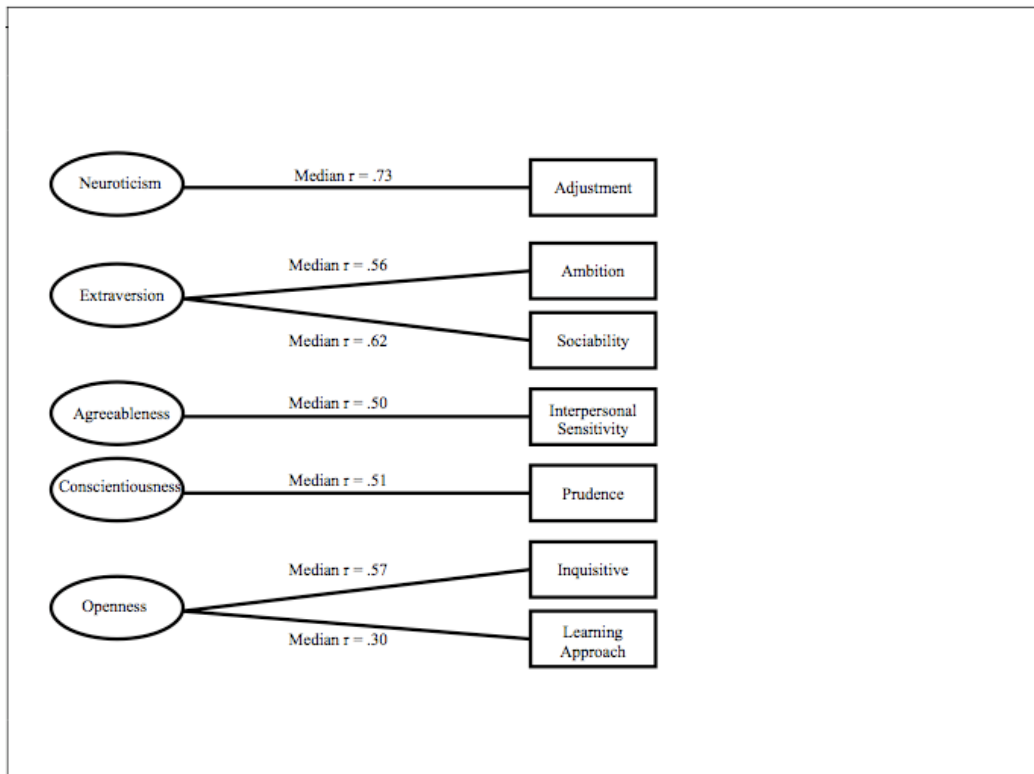 Neuroticism
Median r = .73
Adjustment
Median r = .56
Ambition
Extraversion
Median r = .62
Sociability
Agreeableness
Median r = .50
Interpersonal
Sensitivity
Conscientiousness
Median r = .51
Prudence
Median r = .57
Inquisitive
Openness
Median r = .30
Learning
Approach